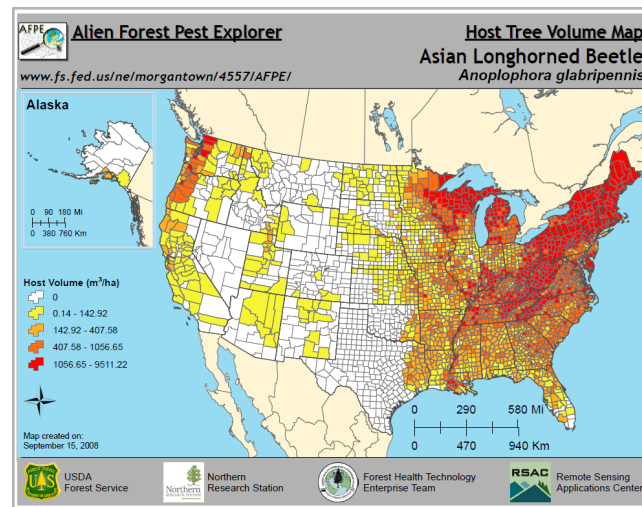 AFPE
Alien Forest Pest Explorer
www.fs.fed.us/ne/morgantown/4557/AFPE/
Host Tree Volume Map
Asian Longhorned Beetle
Anoplophora glabripennis
Alaska
0 90 180 Mi
0 380 760 Km
Host Volume (m³/ha)
0
0.14 - 142.92
142.92 - 407.58
407.58 - 1056.65
1056.65 - 9511.22
Map created on:
September 15, 2008
0 290 580 Mi
0 470 940 Km
USDA
Forest Service
Northern
Research Station
Forest Health Technology
Enterprise Team
RSAC
Remote Sensing
Applications Center
Northern
RESEARCH STATION
U S